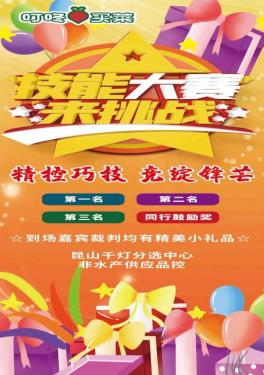 叮咚买菜
技能大赛
来挑战
精控巧技 竞绽锋芒
第一名 第二名
第三名 同行鼓励奖
☆到场嘉宾裁判均有精美小礼品☆
昆山千灯分选中心
非水产供应品控